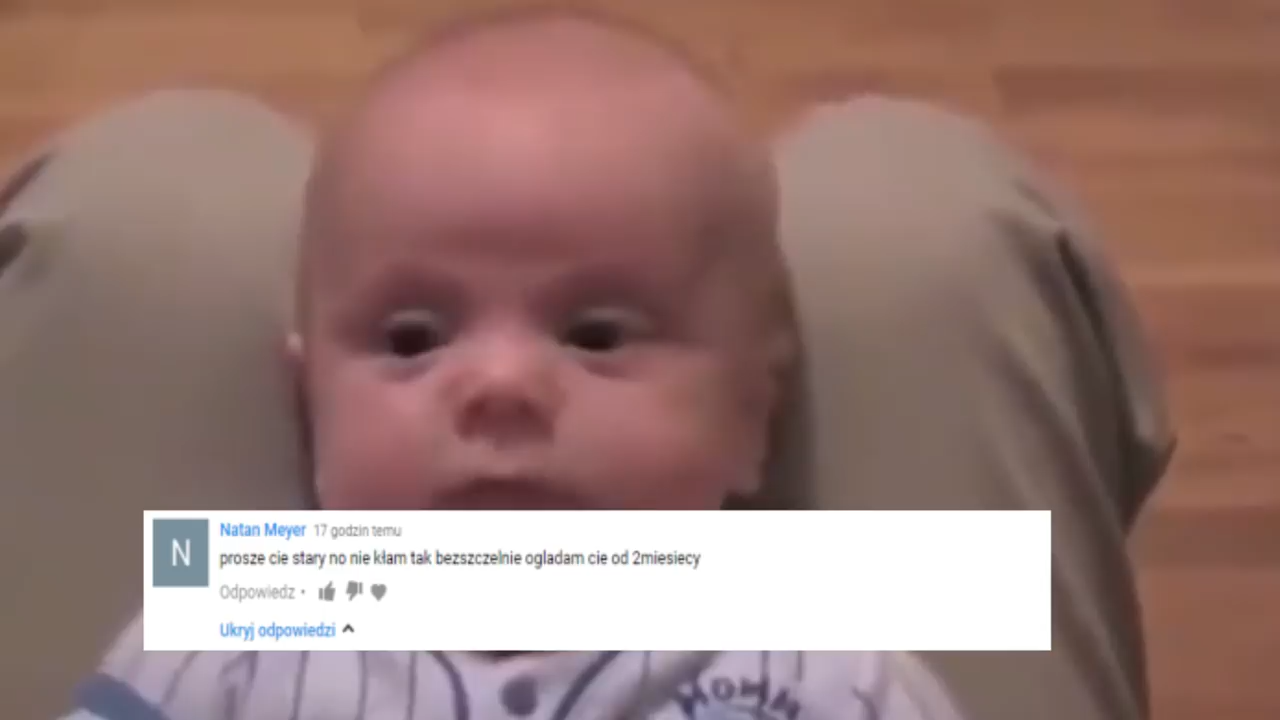 N
Natan Meyer 17 godzin temu
prosze cie stary no nie kłam tak bezszczelnie ogladam cie od 2miesiecy
Odpowiedz •
Ukryj odpowiedzi
MOMM